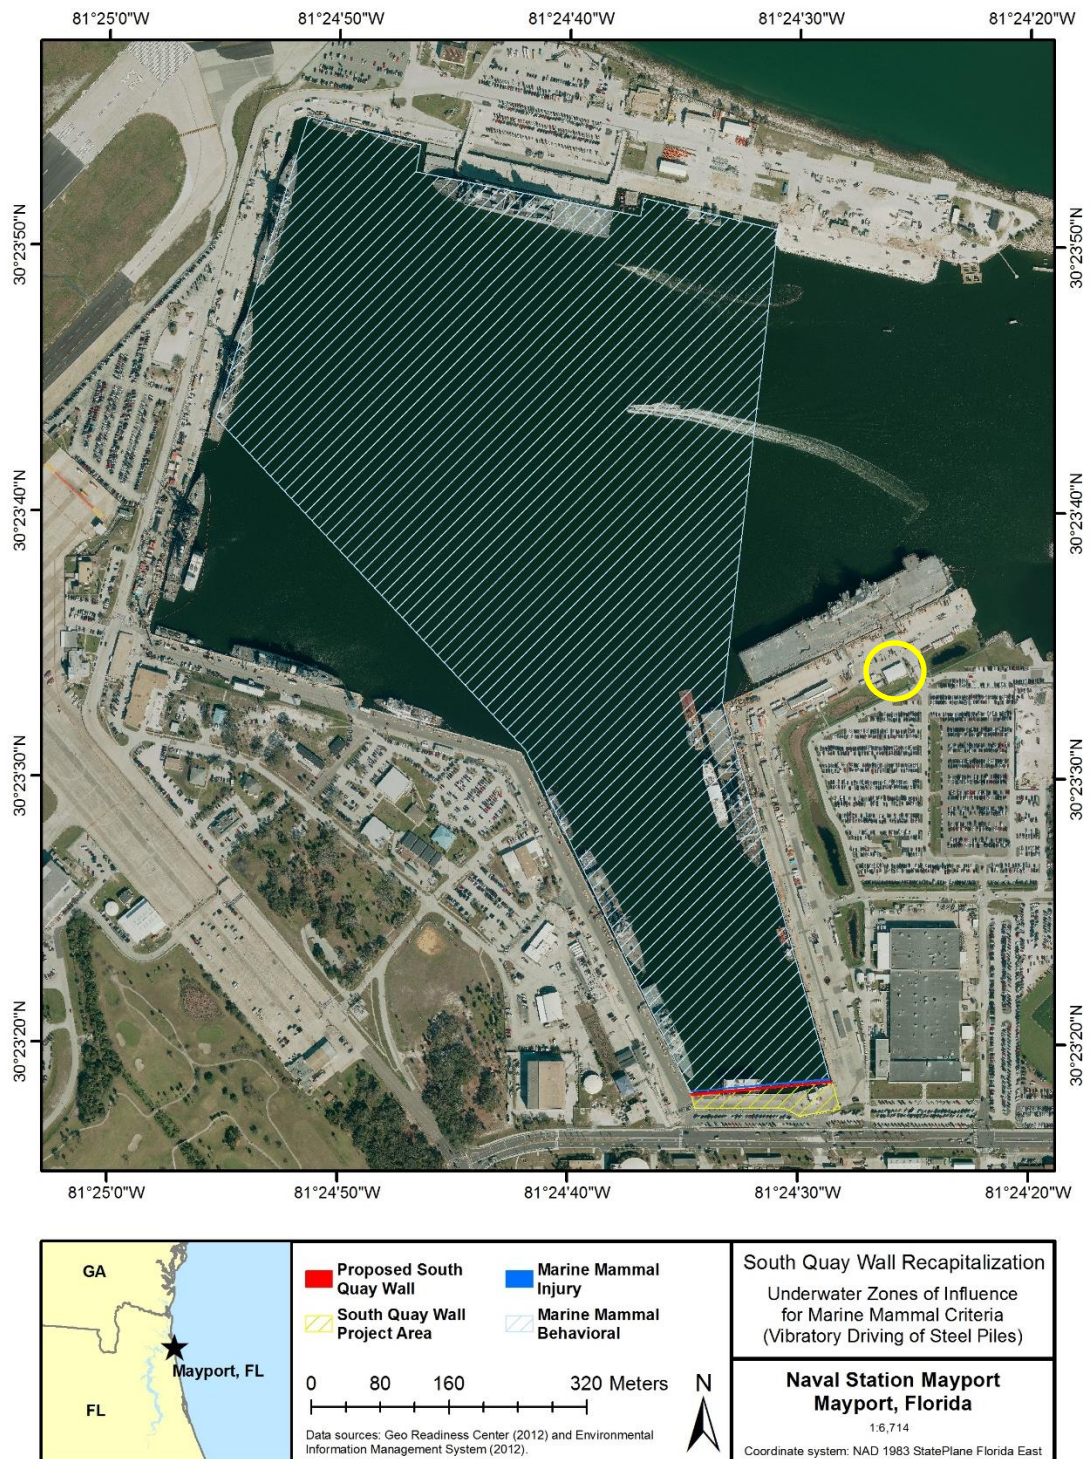 81°25'0"W 81°24'50"W 81°24'40"W 81°24'30"W 81°24'20"W
30°23'50"N 30°23'50"N
30°23'40"N 30°23'40"N
30°23'30"N 30°23'30"N
30°23'20"N 30°23'20"N
81°25'0"W 81°24'50"W 81°24'40"W 81°24'30"W 81°24'20"W
GA
Mayport, FL
FL
Proposed South
Quay Wall
South Quay Wall
Project Area
Marine Mammal
Injury
Marine Mammal
Behavioral
0 80 160 320 Meters
N
Data sources: Geo Readiness Center (2012) and Environmental
Information Management System (2012).
South Quay Wall Recapitalization
Underwater Zones of Influence
for Marine Mammal Criteria
(Vibratory Driving of Steel Piles)
Naval Station Mayport
Mayport, Florida
1:6,714
Coordinate system: NAD 1983 StatePlane Florida East